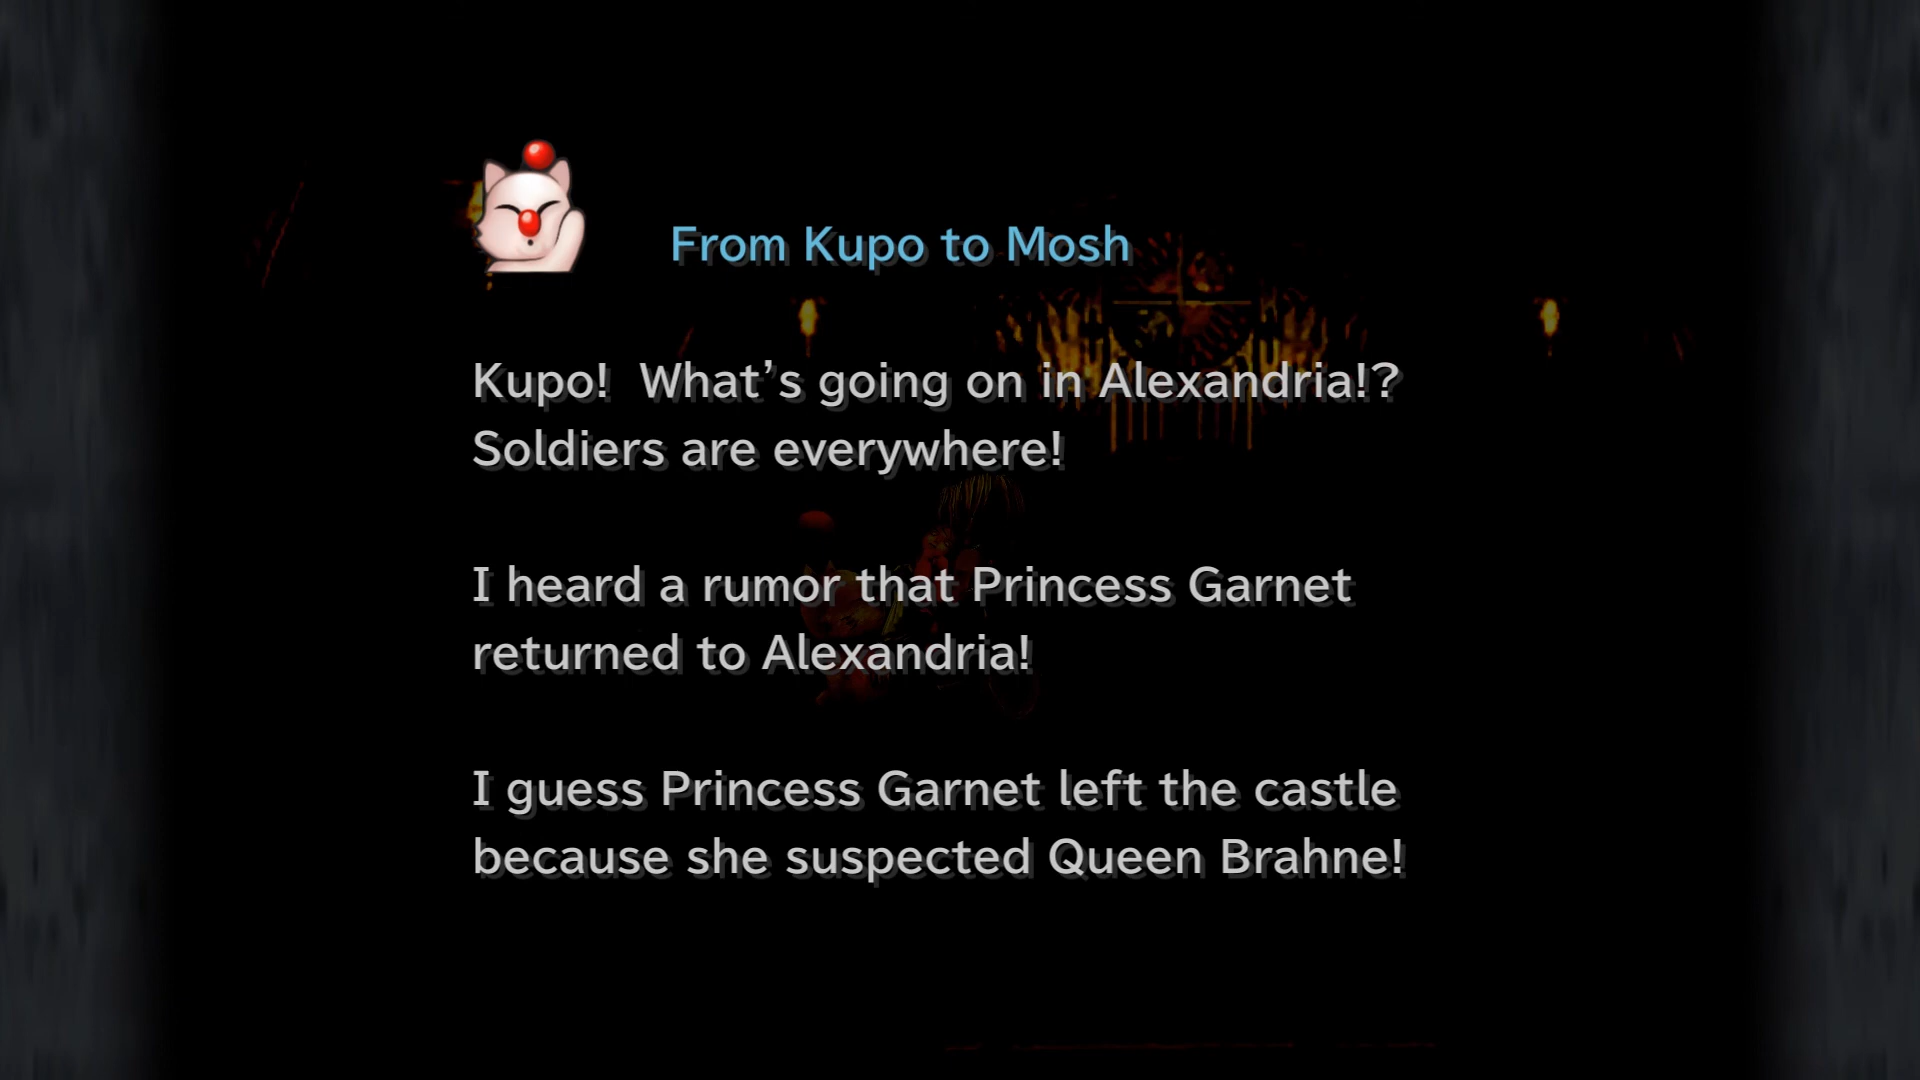 From Kupo to Mosh
Kupo!  What’s going on in Alexandria!?
Soldiers are everywhere!
I heard a rumor that Princess Garnet
returned to Alexandria!
I guess Princess Garnet left the castle
because she suspected Queen Brahne!